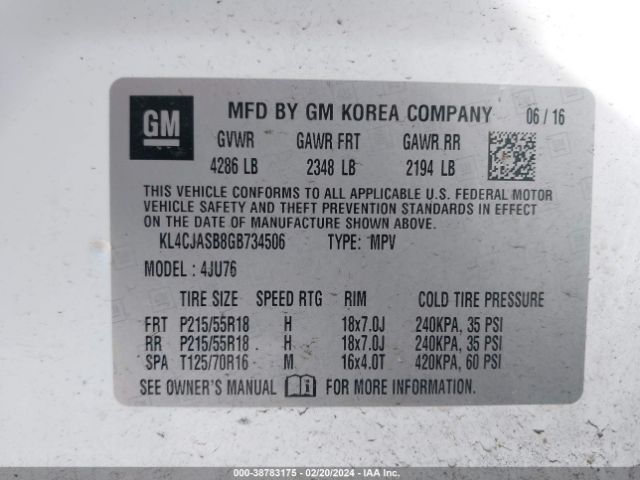 GM
MFD BY GM KOREA COMPANY 06 / 16
GVWR GAWR FRT GAWR RR
4286 LB 2348 LB 2194 LB
THIS VEHICLE CONFORMS TO ALL APPLICABLE U.S. FEDERAL MOTOR
VEHICLE SAFETY AND THEFT PREVENTION STANDARDS IN EFFECT
ON THE DATE OF MANUFACTURE SHOWN ABOVE.
KL4CJASB8GB734506 TYPE: MPV
MODEL : 4JU76
TIRE SIZE SPEED RTG RIM COLD TIRE PRESSURE
FRT P215/55R18 H 18x7.0J 240KPA, 35 PSI
RR P215/55R18 H 18x7.0J 240KPA, 35 PSI
SPA T125/70R16 M 16x4.0T 420KPA, 60 PSI
SEE OWNER'S MANUAL FOR MORE INFORMATION.
000-38783175 — 02/20/2024 — IAA Inc.